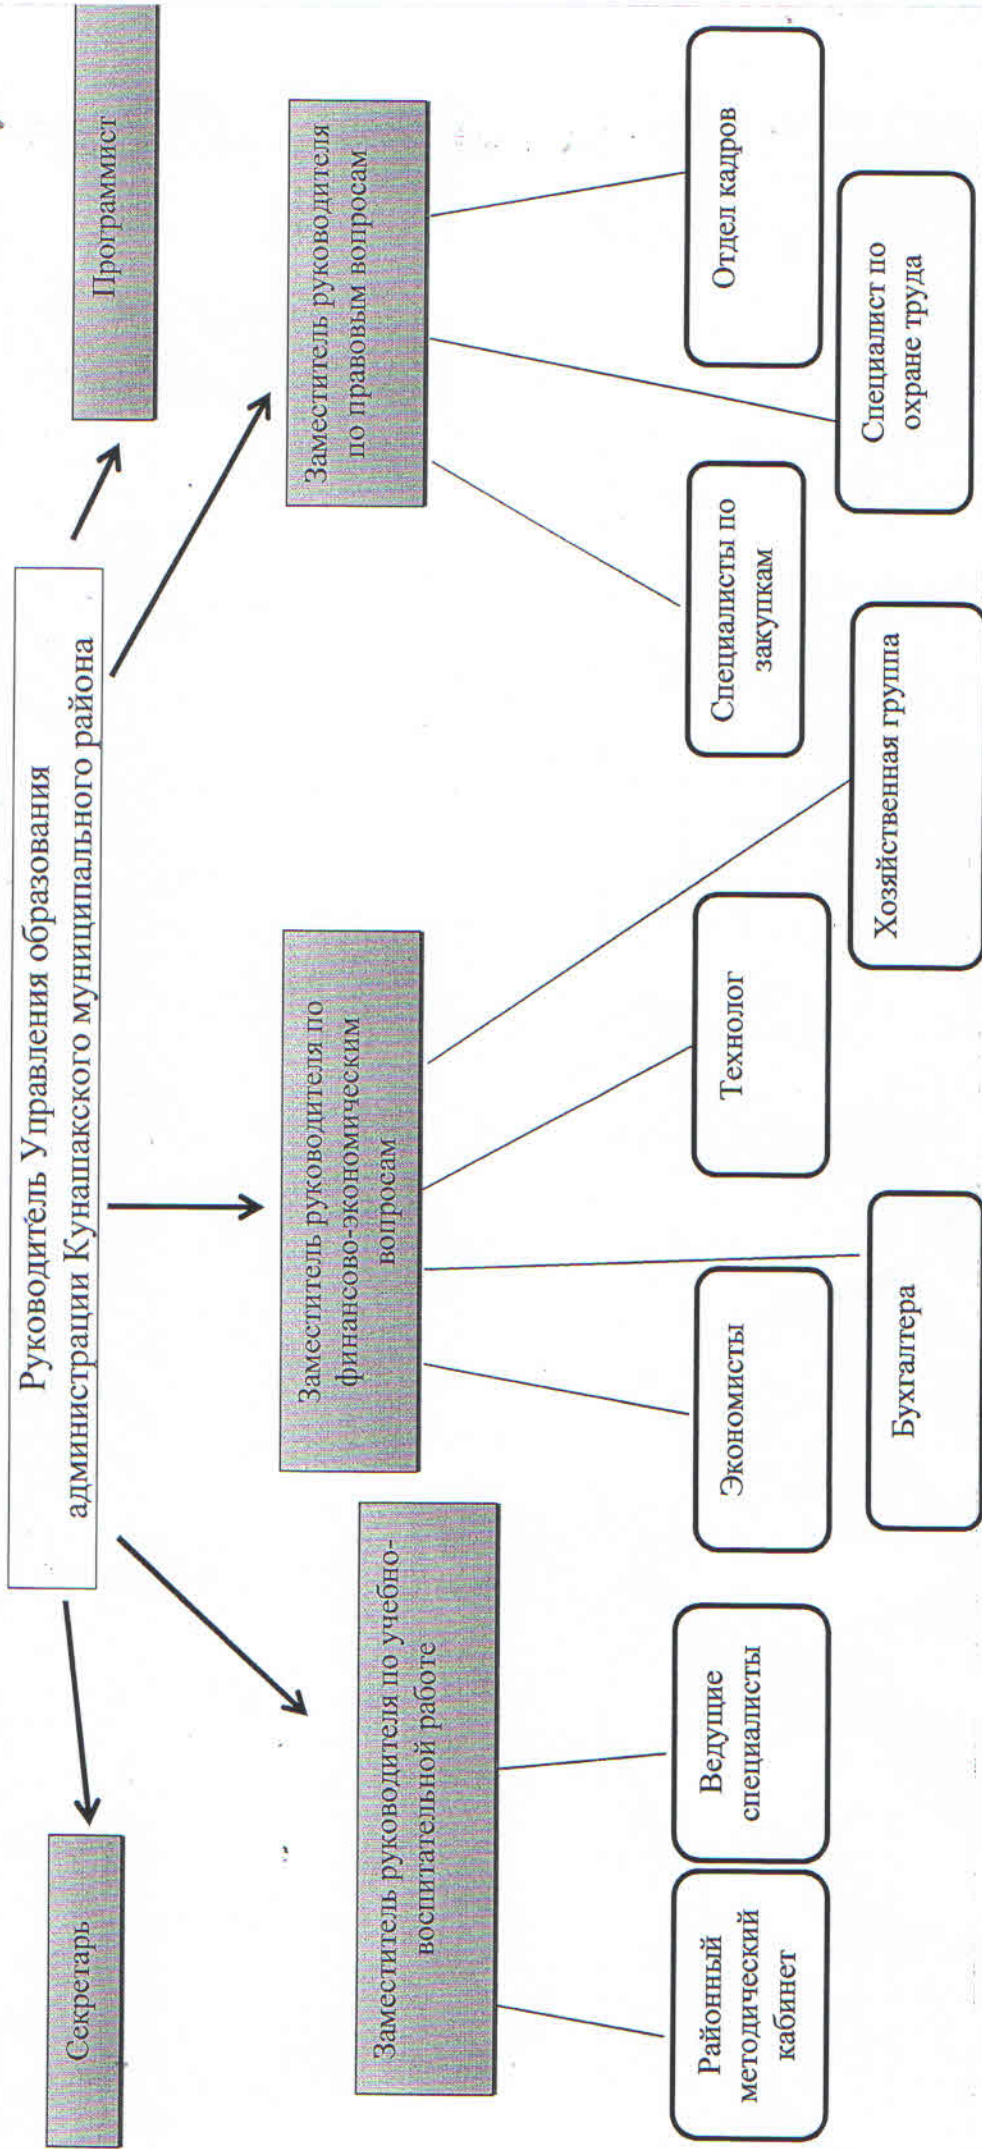 Руководитель Управления образования
администрации Кунашакского муниципального района
Секретарь
Программист
Заместитель руководителя по учебно-
воспитательной работе
Заместитель руководителя по
финансово-экономическим
вопросам
Заместитель руководителя
по правовым вопросам
Районный
методический
кабинет
Ведущие
специалисты
Экономисты
Бухгалтера
Технолог
Хозяйственная группа
Специалисты по
закупкам
Специалист по
охране труда
Отдел кадров